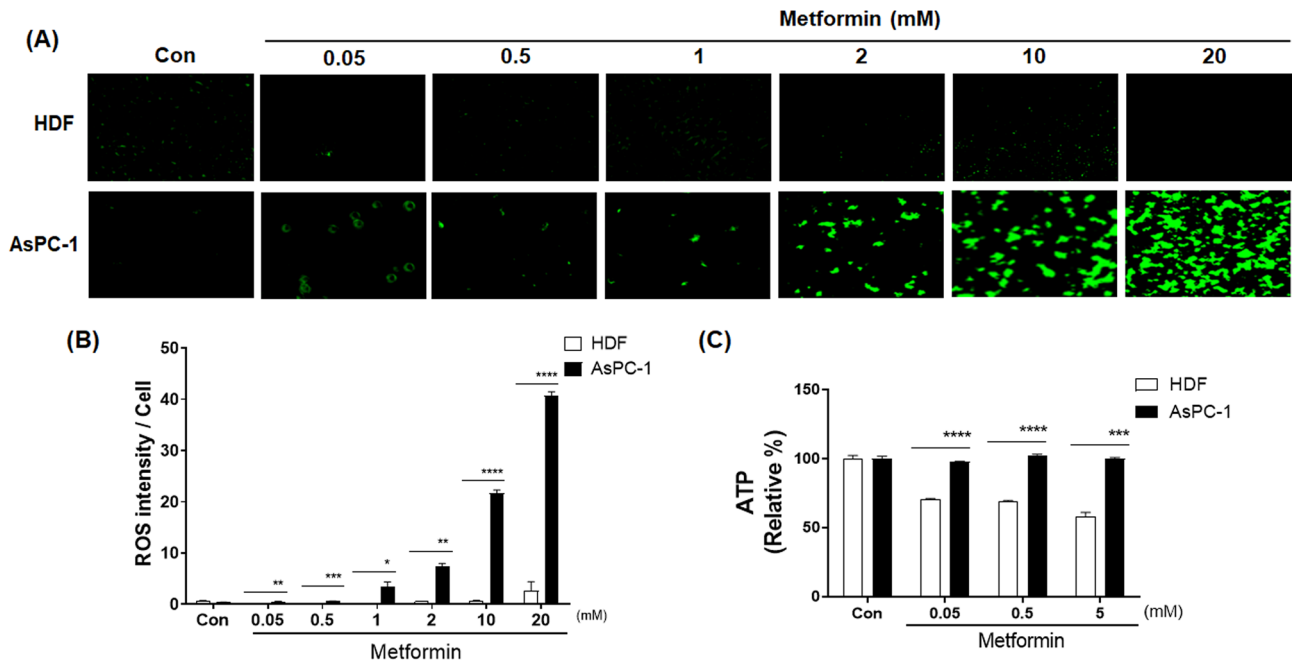 Metformin (mM)
(A)
Con 0.05 0.5 1 2 10 20
HDF
AsPC-1
(B)
HDF
AsPC-1
ROS intensity / Cell
50
40
30
20
10
0
** *** * ** **** ****
Con 0.05 0.5 1 2 10 20 (mM)
Metformin
(C)
HDF
AsPC-1
ATP
(Relative %)
150
100
50
0
**** **** ***
Con 0.05 0.5 5 (mM)
Metformin